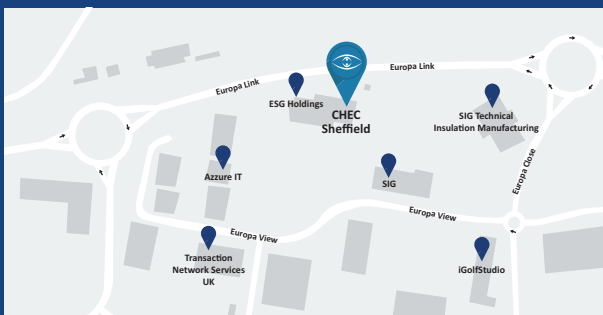 Europa Link
Europa Link
ESG Holdings
CHEC
Sheffield
SIG Technical
Insulation Manufacturing
Azzure IT
SIG
Europa Close
Europa View
Europa View
Transaction
Network Services
UK
iGolfStudio